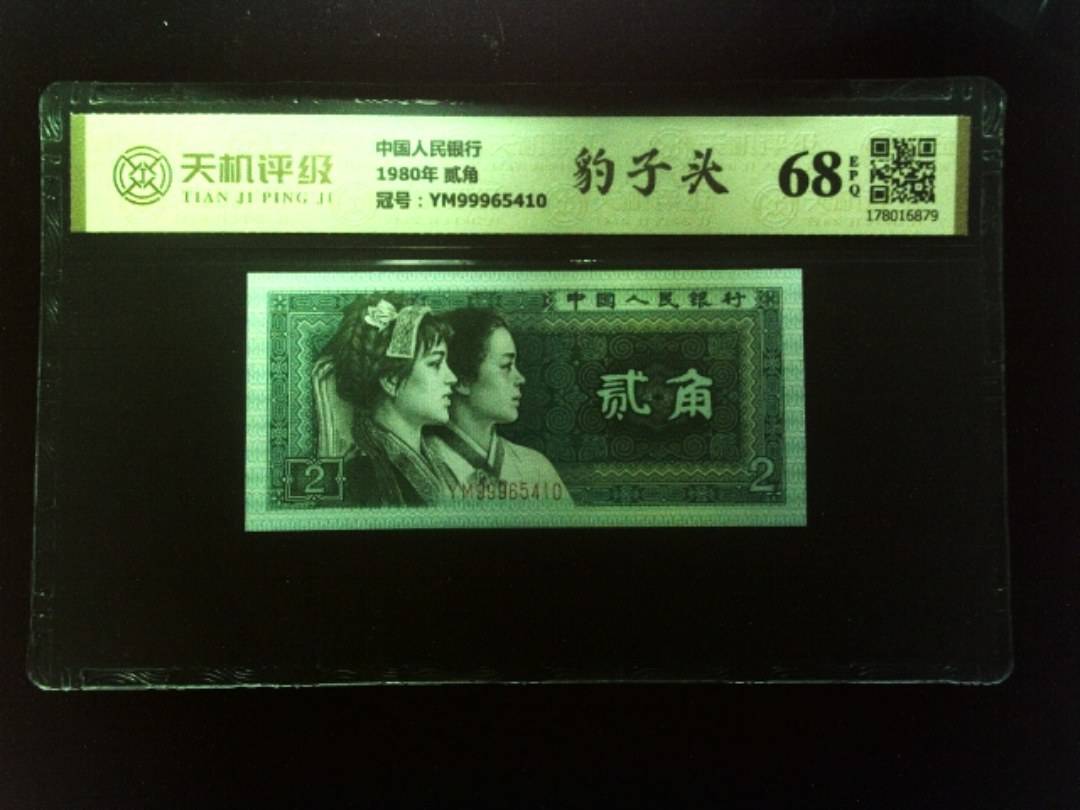 天机评级
TIAN JI PING JI
中国人民银行
1980年 贰角
冠号：YM99965410
豹子头
68
EPQ
178016879
中国人民银行
贰角
2
2
YM99965410